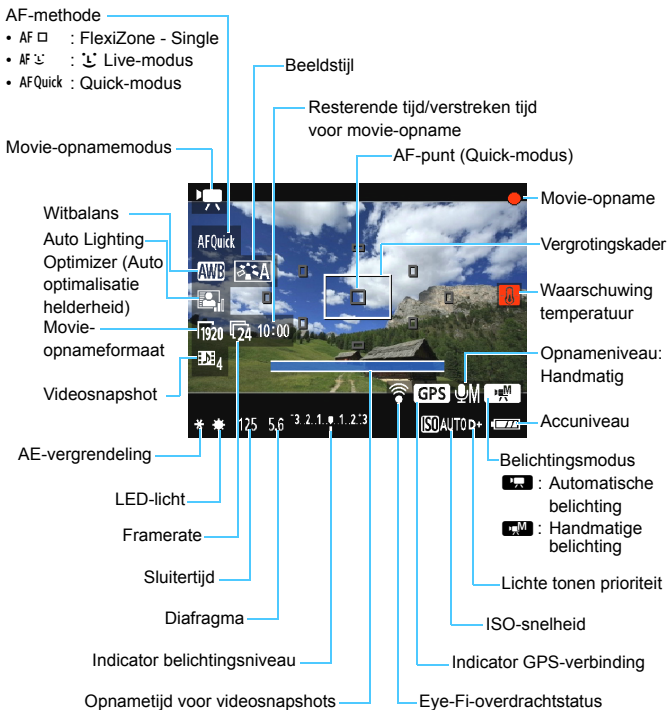 AF-methode
• AF □ : FlexiZone - Single
• AF : Live-modus
• AFQuick : Quick-modus
Beeldstijl
Resterende tijd/verstreken tijd
voor movie-opname
Movie-opnamemodus
AF-punt (Quick-modus)
Movie-opname
Witbalans
Auto Lighting
Optimizer (Auto
optimalisatie
helderheid)
Vergrotingskader
Waarschuwing
temperatuur
Movie-
opnameformaat
Opnameniveau:
Handmatig
Videosnapshot
Accuniveau
AFQuick
AWB A
1920 24 10:00
4
GPS M M
125 5.6 -3..2..1..0..1..2.:3 ISO AUTO D+
AE-vergrendeling
Belichtingsmodus
: Automatische
belichting
M : Handmatige
belichting
LED-licht
Framerate
Sluitertijd
Lichte tonen prioriteit
Diafragma
ISO-snelheid
Indicator belichtingsniveau
Indicator GPS-verbinding
Opnametijd voor videosnapshots
Eye-Fi-overdrachtstatus